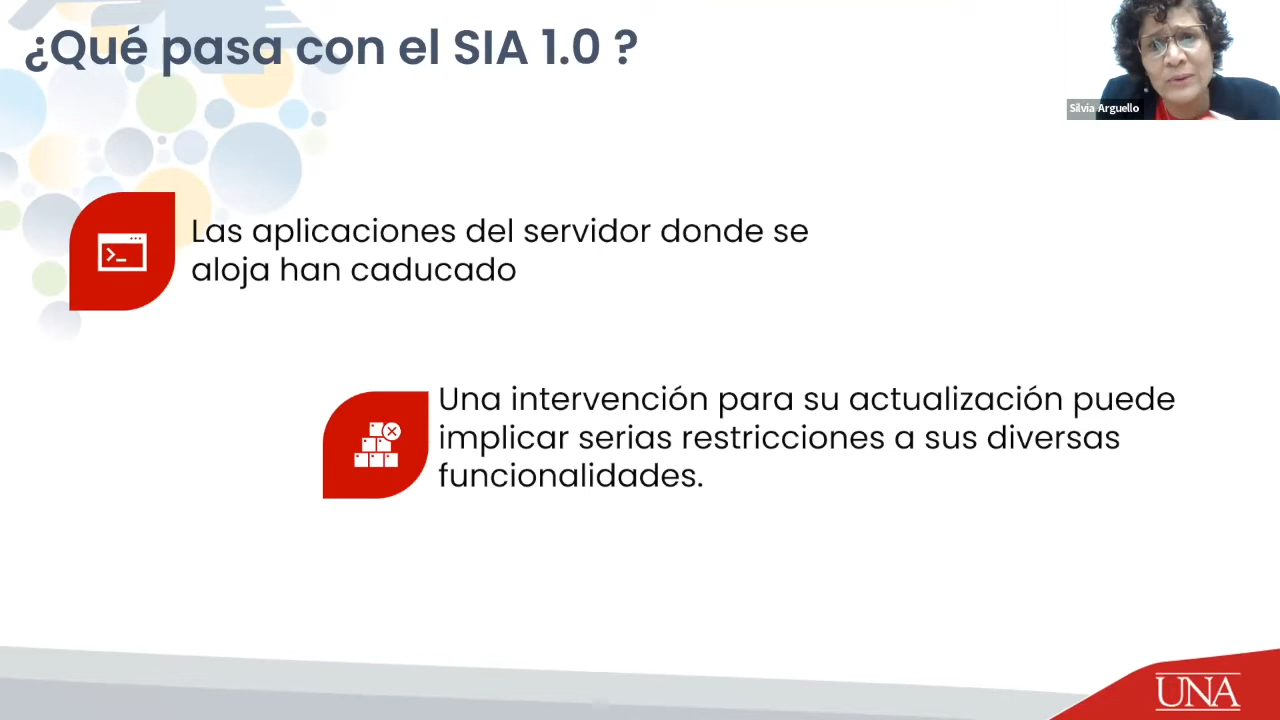 ¿Qué pasa con el SIA 1.0 ?
Silvia Arguello
Las aplicaciones del servidor donde se
aloja han caducado
Una intervención para su actualización puede
implicar serias restricciones a sus diversas
funcionalidades.
UNA